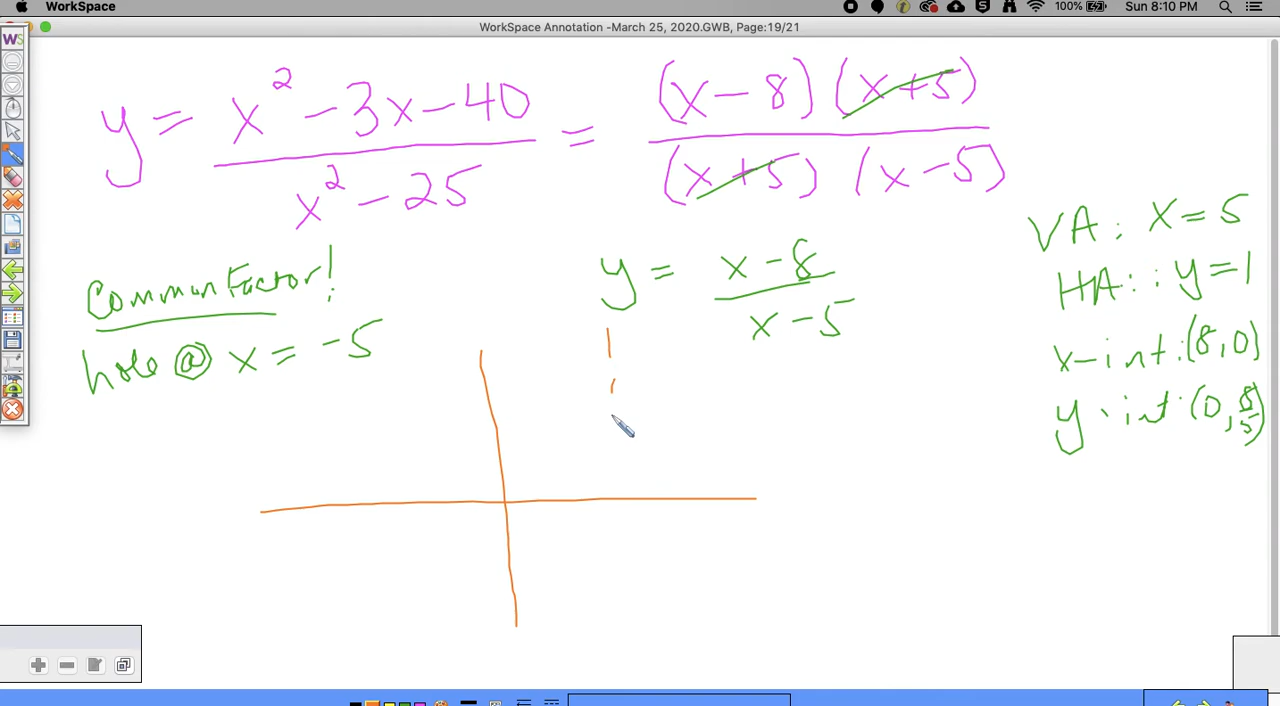 WorkSpace
100%
Sun 8:10 PM
WorkSpace Annotation -March 25, 2020.GWB, Page:19/21
y = (x² - 3x - 40)/(x² - 25) = ((x - 8)(x + 5))/((x + 5)(x - 5))
Common Factor!
hole @ x = -5
y = (x - 8)/(x - 5)
VA: X = 5
HA: : y = 1
x-int: (8, 0)
y-int: (0, 8/5)